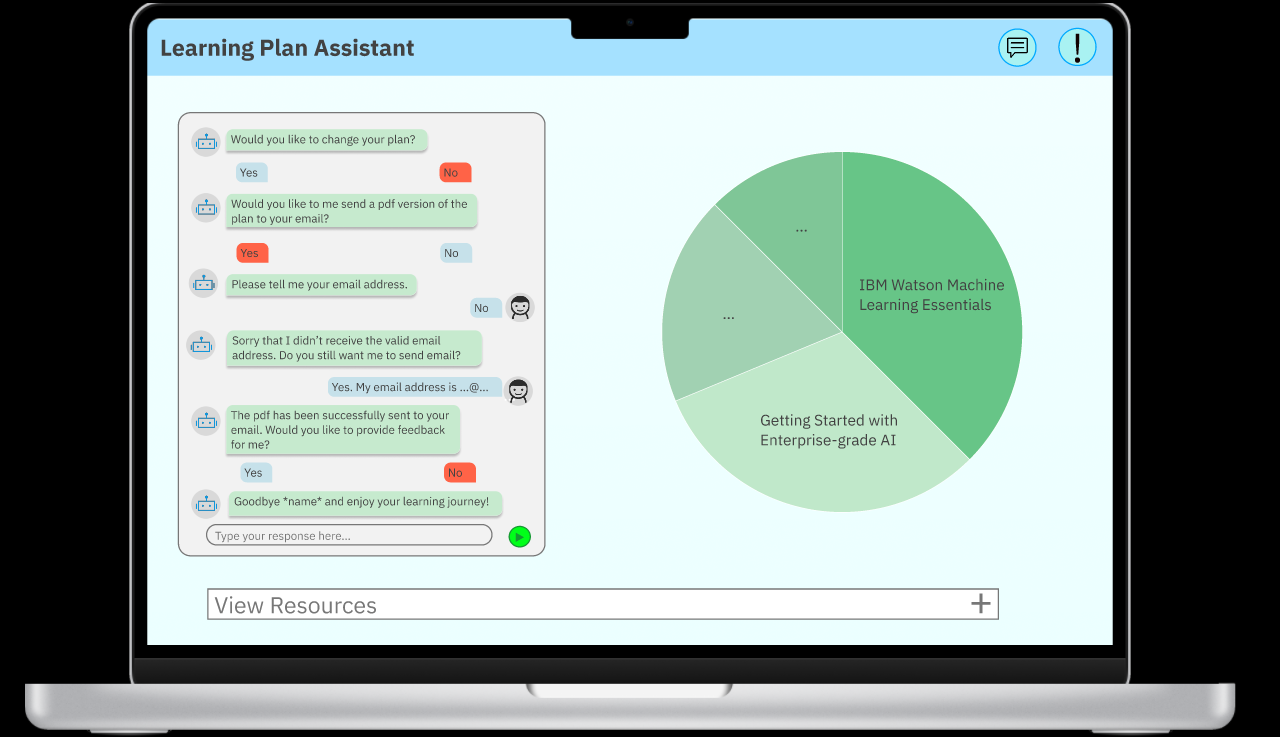 Learning Plan Assistant
Would you like to change your plan?
Yes
No
Would you like to me send a pdf version of the
plan to your email?
Yes
No
Please tell me your email address.
No
Sorry that I didn't receive the valid email
address. Do you still want me to send email?
Yes. My email address is ...@...
The pdf has been successfully sent to your
email. Would you like to provide feedback
for me?
Yes
No
Goodbye *name* and enjoy your learning journey!
Type your response here...
...
...
IBM Watson Machine
Learning Essentials
Getting Started with
Enterprise-grade AI
View Resources